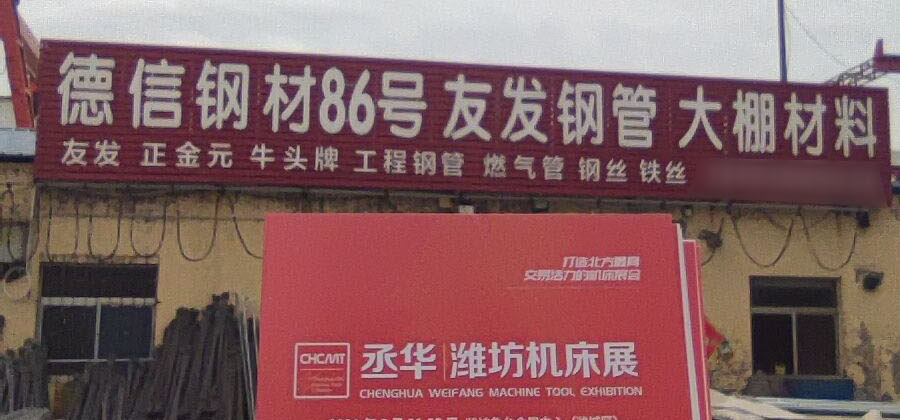 德信钢材86号 友发钢管 大棚材料
友发 正金元 牛头牌 工程钢管 燃气管 钢丝 铁丝
打造北方最具
交易活力的机床展会
CHCMT
丞华 潍坊机床展
CHENGHUA WEIFANG MACHINE TOOL EXHIBITION